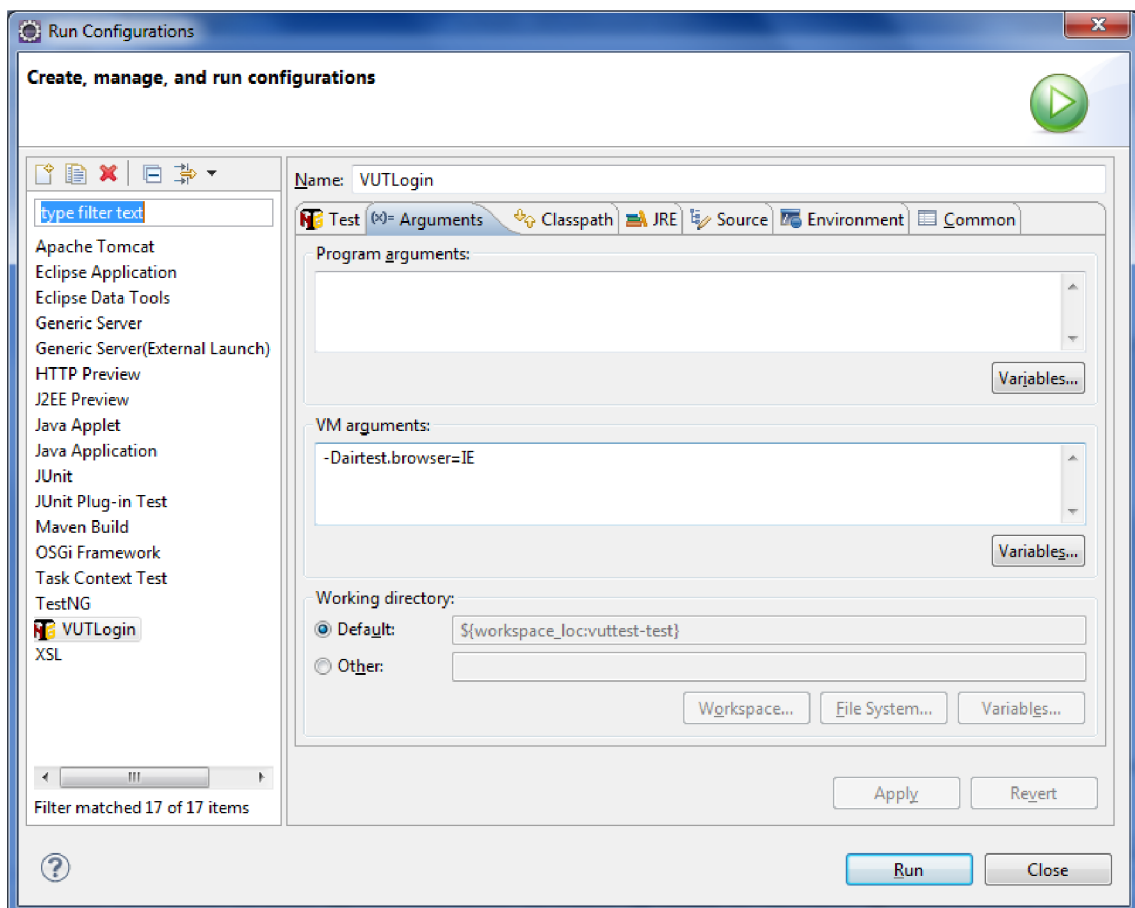 Run Configurations
Create, manage, and run configurations
type filter text
Apache Tomcat
Eclipse Application
Eclipse Data Tools
Generic Server
Generic Server(External Launch)
HTTP Preview
J2EE Preview
Java Applet
Java Application
JUnit
JUnit Plug-in Test
Maven Build
OSGi Framework
Task Context Test
TestNG
VUTLogin
XSL
Filter matched 17 of 17 items
Name: VUTLogin
Test (x)= Arguments Classpath JRE Source Environment Common
Program arguments:
Variables...
VM arguments:
-Dairtest.browser=IE
Variables...
Working directory:
Default: ${workspace_loc:vuttest-test}
Other:
Workspace... File System... Variables...
Apply Revert
Run Close